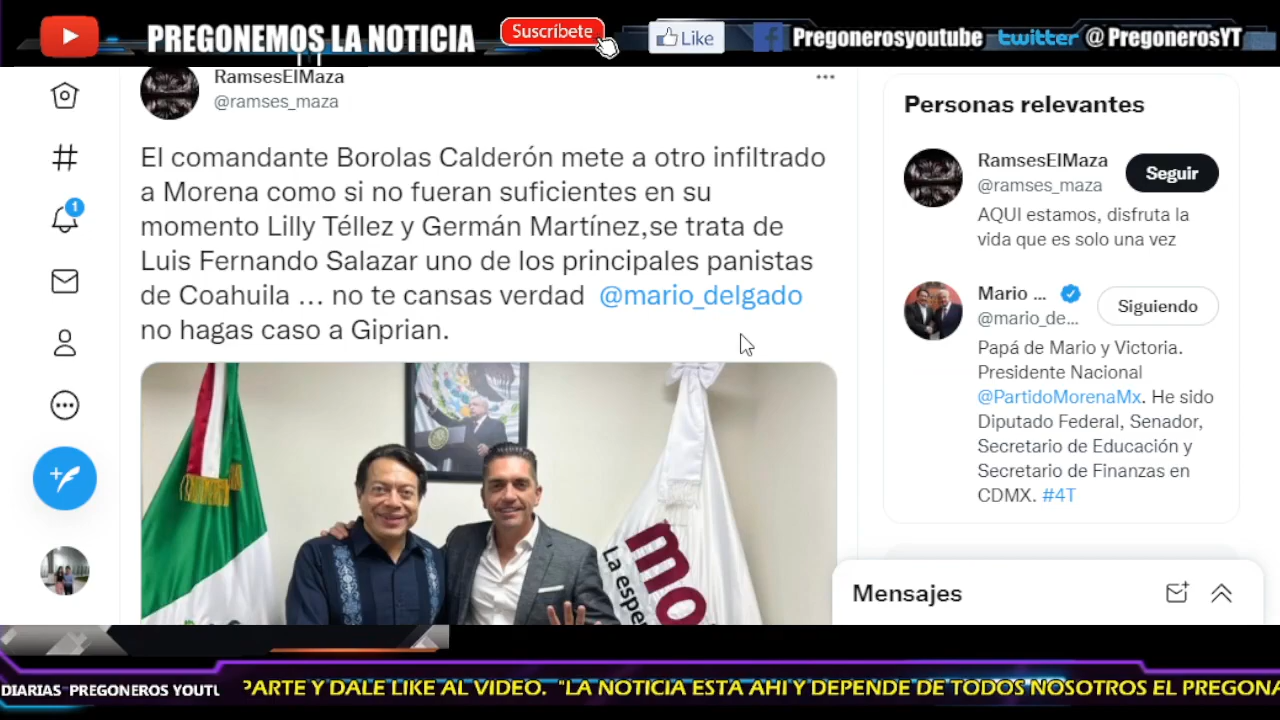 PREGONEMOS LA NOTICIA
Suscríbete
Like
Pregonerosyoutube
twitter @ PregonerosYT
RamsesElMaza
@ramses_maza
El comandante Borolas Calderón mete a otro infiltrado
a Morena como si no fueran suficientes en su
momento Lilly Téllez y Germán Martínez,se trata de
Luis Fernando Salazar uno de los principales panistas
de Coahuila ... no te cansas verdad @mario_delgado
no hagas caso a Giprian.
1
mo
La espe
Personas relevantes
RamsesElMaza
@ramses_maza
Seguir
AQUI estamos, disfruta la
vida que es solo una vez
Mario ...
@mario_de...
Siguiendo
Papá de Mario y Victoria.
Presidente Nacional
@PartidoMorenaMx. He sido
Diputado Federal, Senador,
Secretario de Educación y
Secretario de Finanzas en
CDMX. #4T
Mensajes
DIARIAS PREGONEROS YOUTU
PARTE Y DALE LIKE AL VIDEO. "LA NOTICIA ESTA AHI Y DEPENDE DE TODOS NOSOTROS EL PREGONA